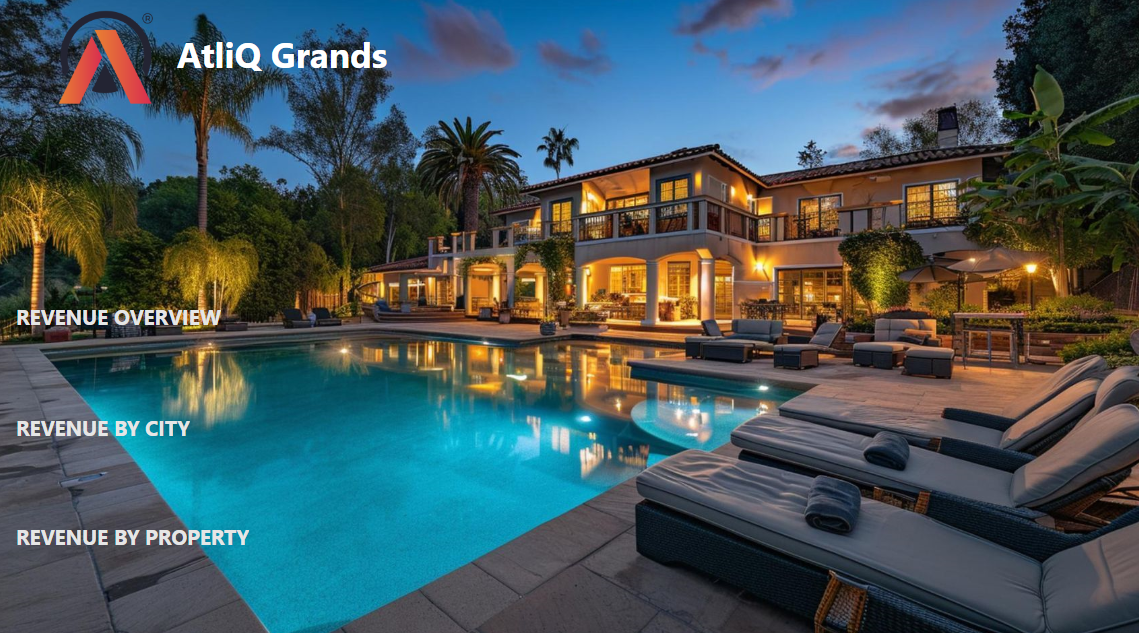 AtliQ Grands
®
REVENUE OVERVIEW
REVENUE BY CITY
REVENUE BY PROPERTY